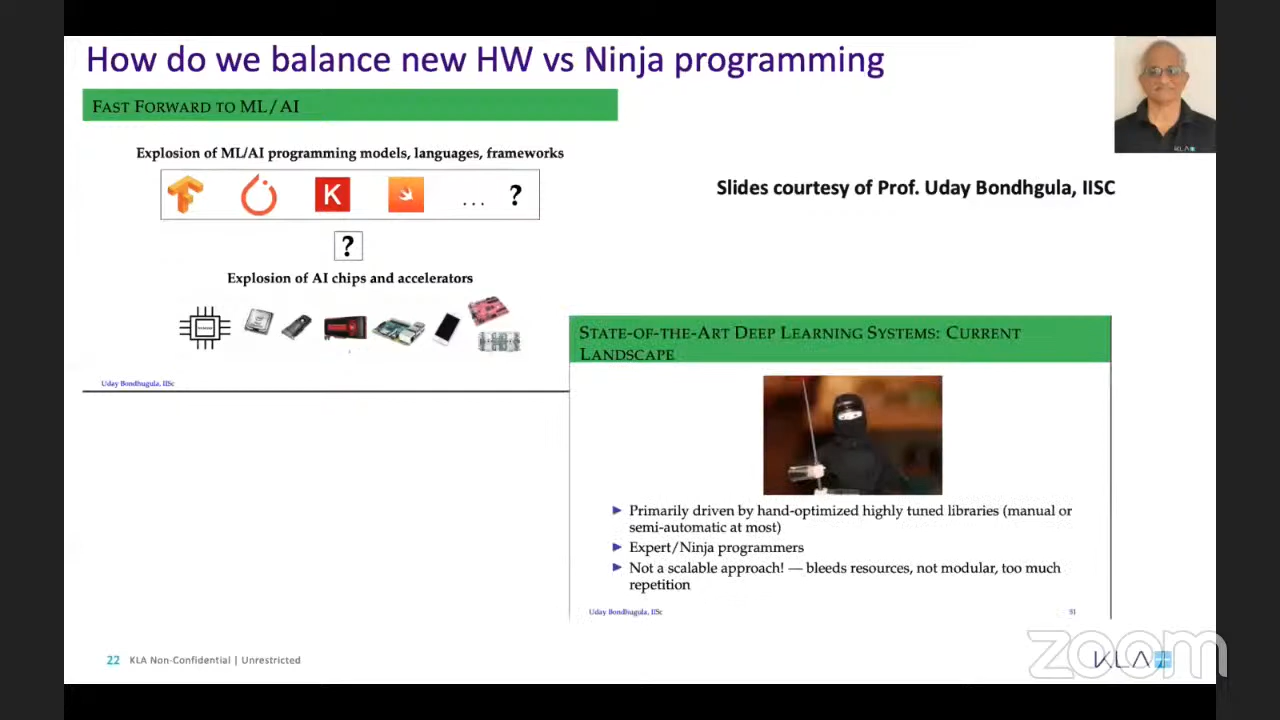 How do we balance new HW vs Ninja programming
FAST FORWARD TO ML/AI
Explosion of ML/AI programming models, languages, frameworks
K
... ?
?
Explosion of AI chips and accelerators
Uday Bondhugula, IISc
Slides courtesy of Prof. Uday Bondhgula, IISC
STATE-OF-THE-ART DEEP LEARNING SYSTEMS: CURRENT
LANDSCAPE
Primarily driven by hand-optimized highly tuned libraries (manual or
semi-automatic at most)
Expert/Ninja programmers
Not a scalable approach! — bleeds resources, not modular, too much
repetition
Uday Bondhugula, IISc
22 KLA Non-Confidential | Unrestricted
zoom
KLA